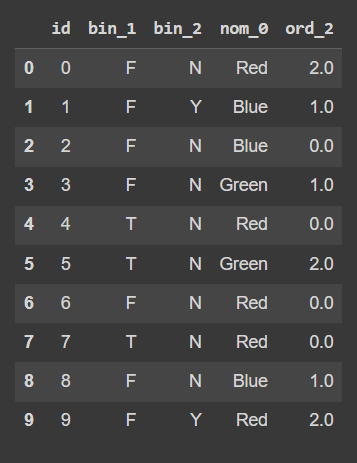 id bin_1 bin_2 nom_0 ord_2
0 0 F N Red 2.0
1 1 F Y Blue 1.0
2 2 F N Blue 0.0
3 3 F N Green 1.0
4 4 T N Red 0.0
5 5 T N Green 2.0
6 6 F N Red 0.0
7 7 T N Red 0.0
8 8 F N Blue 1.0
9 9 F Y Red 2.0